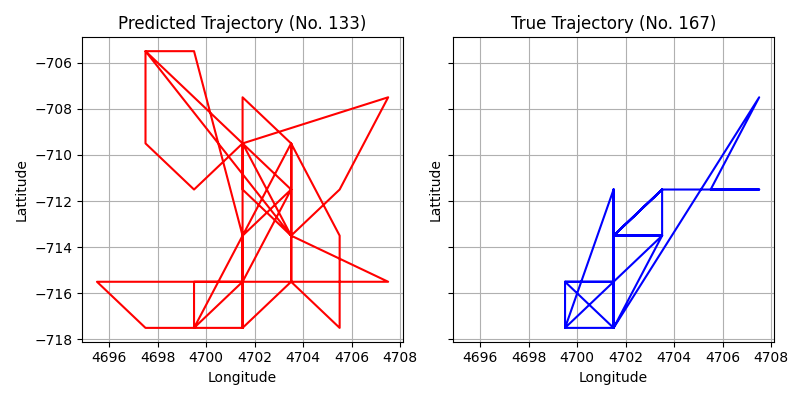 Predicted Trajectory (No. 133)
True Trajectory (No. 167)
−706
−708
−710
−712
−714
−716
−718
Lattitude
Lattitude
4696 4698 4700 4702 4704 4706 4708
4696 4698 4700 4702 4704 4706 4708
Longitude
Longitude